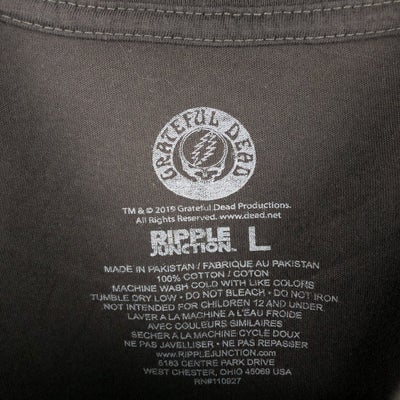 GRATEFUL DEAD
TM & © 2019 Grateful Dead Productions.
All Rights Reserved. www.dead.net
RIPPLE JUNCTION L
MADE IN PAKISTAN / FABRIQUE AU PAKISTAN
100% COTTON / COTON
MACHINE WASH COLD WITH LIKE COLORS
TUMBLE DRY LOW • DO NOT BLEACH • DO NOT IRON
NOT INTENDED FOR CHILDREN 12 AND UNDER
LAVER A LA MACHINE A L'EAU FROIDE
AVEC COULEURS SIMILAIRES
SECHER A LA MACHINE CYCLE DOUX
NE PAS JAVELLISER • NE PAS REPASSER
www.RIPPLEJUNCTION.com
5183 CENTRE PARK DRIVE
WEST CHESTER, OHIO 45069 USA
RN#110927